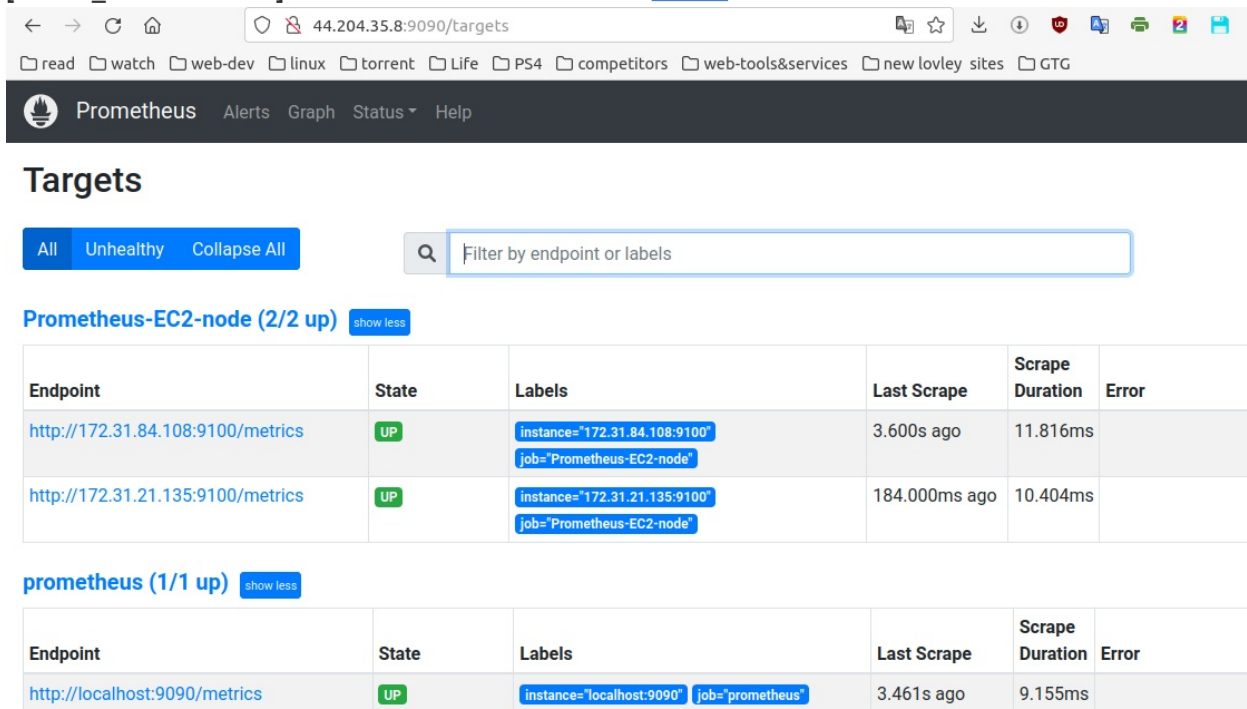 44.204.35.8:9090/targets
read watch web-dev linux torrent Life PS4 competitors web-tools&services new lovley sites GTG
Prometheus Alerts Graph Status Help
Targets
All Unhealthy Collapse All
Filter by endpoint or labels
Prometheus-EC2-node (2/2 up) show less
Endpoint State Labels Last Scrape Scrape Duration Error
http://172.31.84.108:9100/metrics UP instance="172.31.84.108:9100" 3.600s ago 11.816ms
job="Prometheus-EC2-node"
http://172.31.21.135:9100/metrics UP instance="172.31.21.135:9100" 184.000ms ago 10.404ms
job="Prometheus-EC2-node"
prometheus (1/1 up) show less
Endpoint State Labels Last Scrape Scrape Duration Error
http://localhost:9090/metrics UP instance="localhost:9090" job="prometheus" 3.461s ago 9.155ms